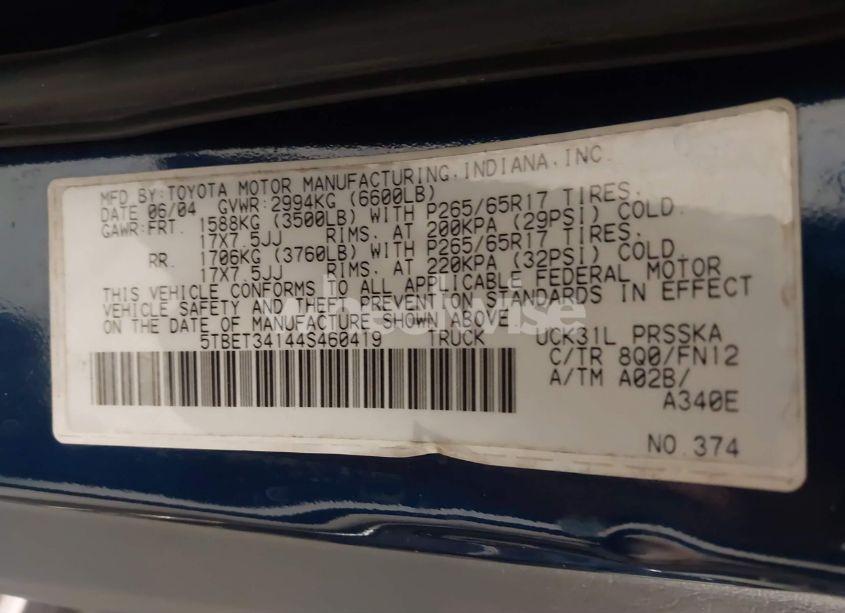 MFD BY:TOYOTA MOTOR MANUFACTURING,INDIANA,INC.
DATE 06/04 GVWR:2994KG (6600LB)
GAWR:FRT. 1588KG (3500LB) WITH P265/65R17 TIRES.
17X7.5JJ RIMS. AT 200KPA (29PSI) COLD.
RR. 1706KG (3760LB) WITH P265/65R17 TIRES.
17X7.5JJ RIMS. AT 220KPA (32PSI) COLD.
THIS VEHICLE CONFORMS TO ALL APPLICABLE FEDERAL MOTOR
VEHICLE SAFETY AND THEFT PREVENTION STANDARDS IN EFFECT
ON THE DATE OF MANUFACTURE SHOWN ABOVE
5TBET34144S460419 TRUCK UCK31L PRSSKA
C/TR 8Q0/FN12
A/TM A02B/
A340E
NO.374